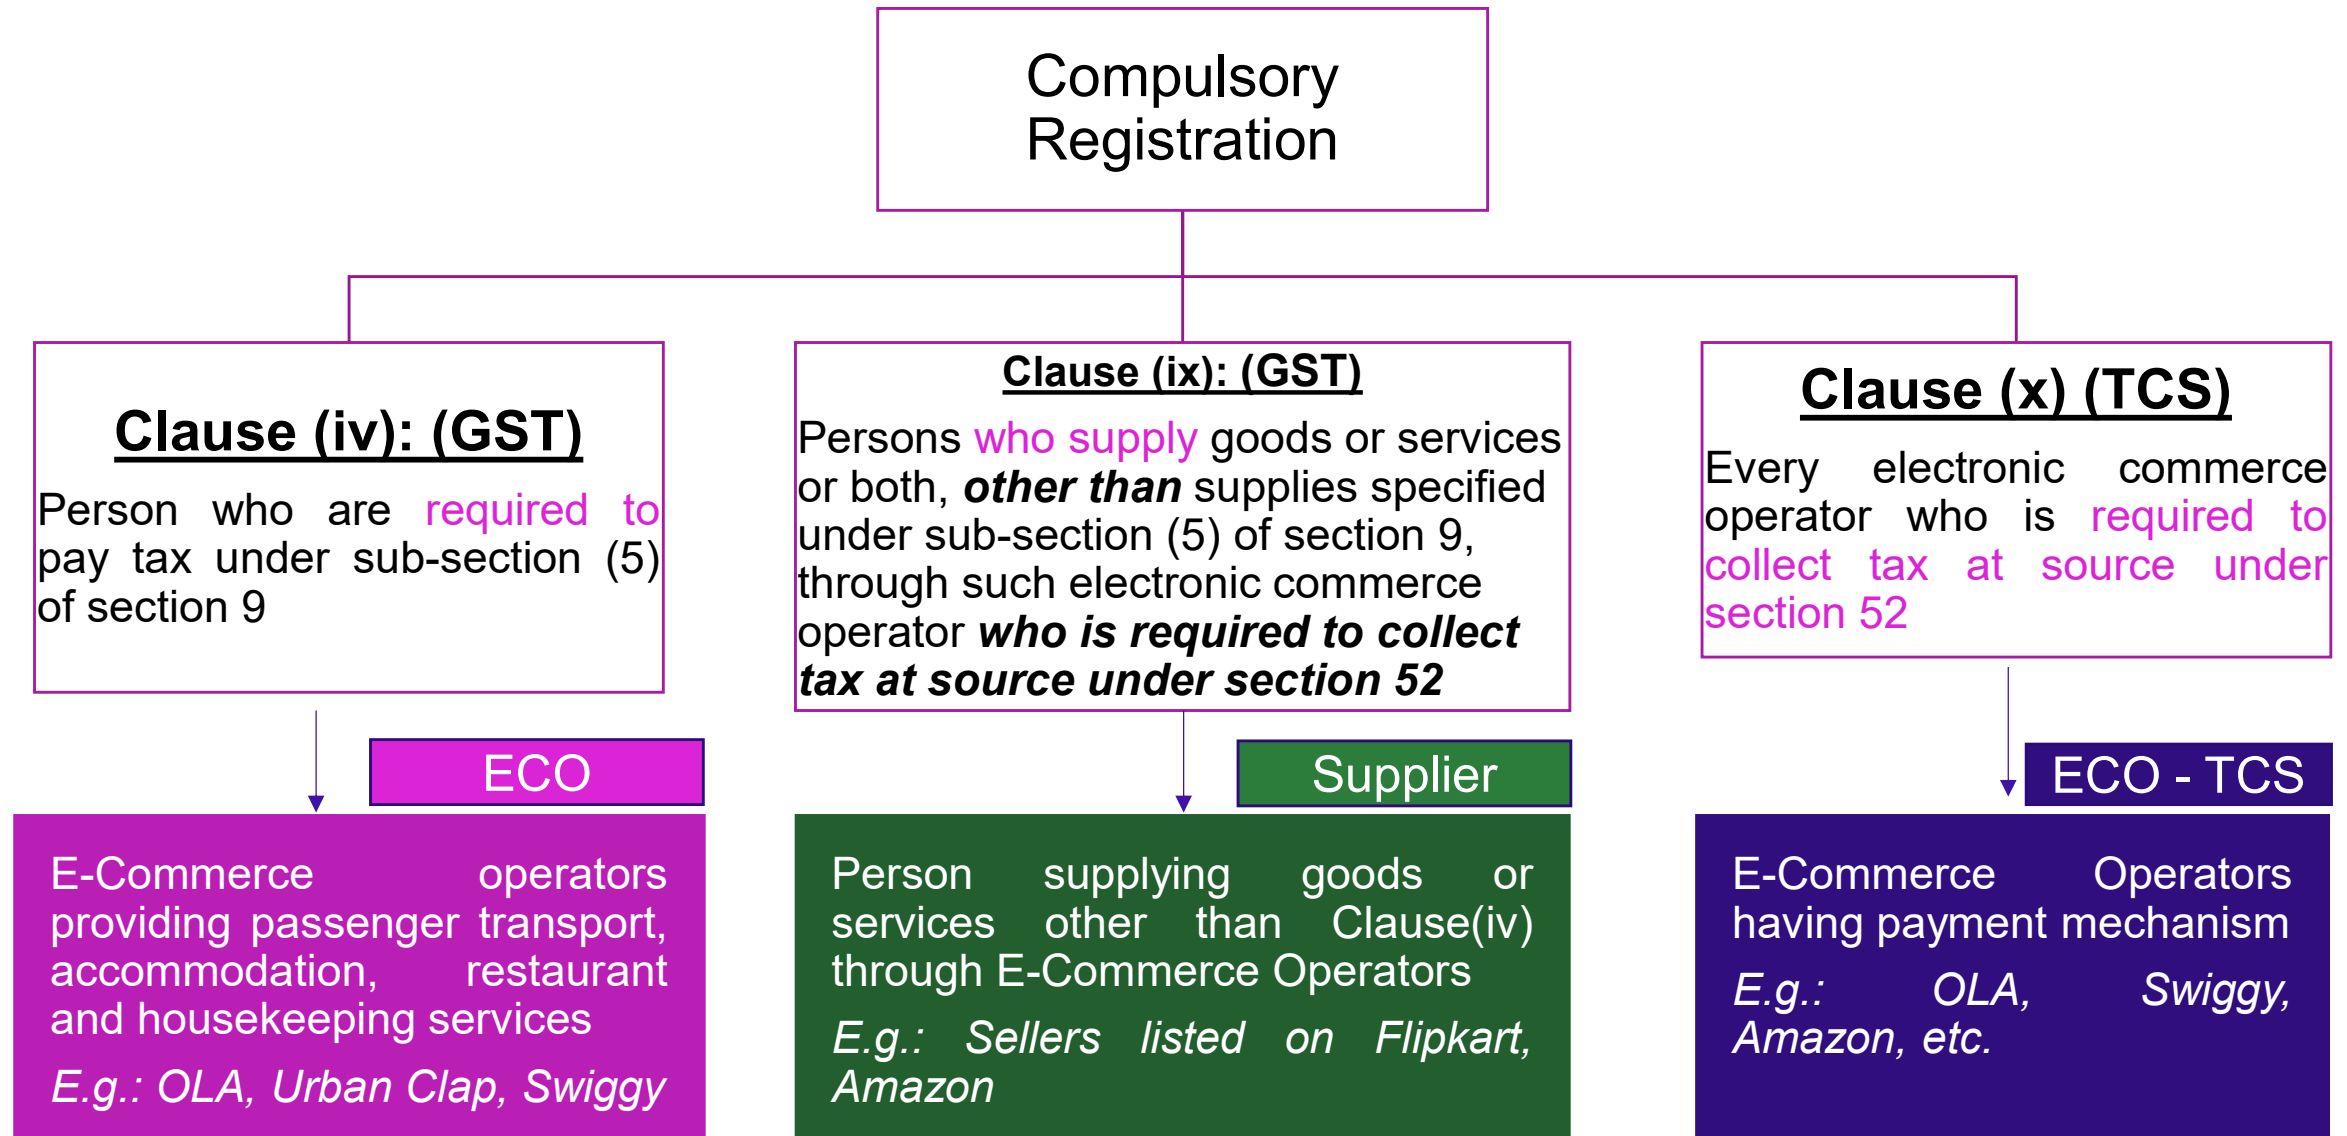 Compulsory
Registration
Clause (iv): (GST)
Person who are required to
pay tax under sub-section (5)
of section 9
Clause (ix): (GST)
Persons who supply goods or services
or both, other than supplies specified
under sub-section (5) of section 9,
through such electronic commerce
operator who is required to collect
tax at source under section 52
Clause (x) (TCS)
Every electronic commerce
operator who is required to
collect tax at source under
section 52
ECO
E-Commerce operators
providing passenger transport,
accommodation, restaurant
and housekeeping services
E.g.: OLA, Urban Clap, Swiggy
Supplier
Person supplying goods or
services other than Clause(iv)
through E-Commerce Operators
E.g.: Sellers listed on Flipkart,
Amazon
ECO - TCS
E-Commerce Operators
having payment mechanism
E.g.: OLA, Swiggy,
Amazon, etc.